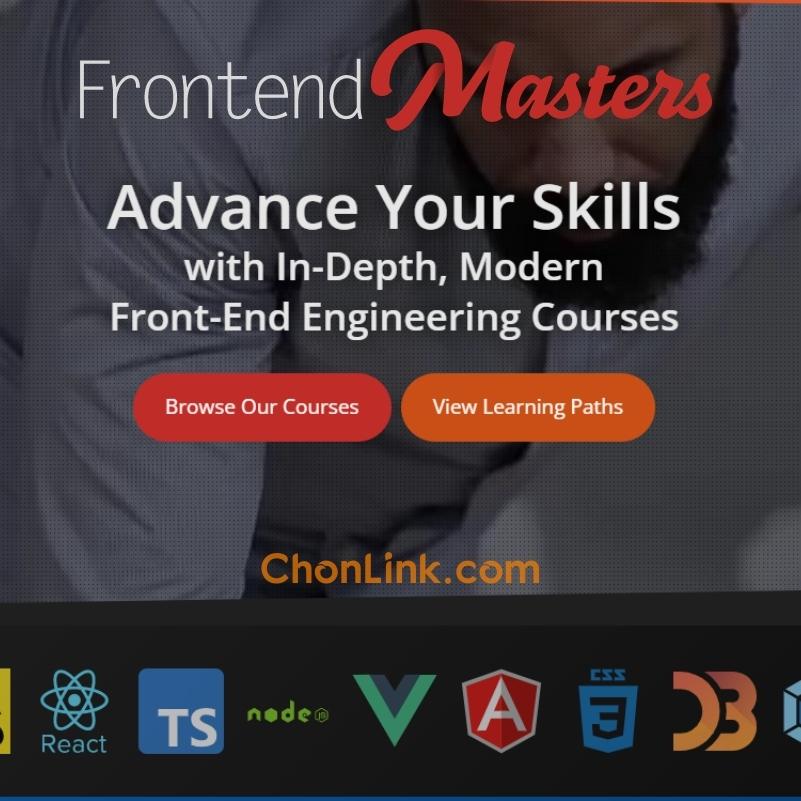 Frontend Masters
Advance Your Skills
with In-Depth, Modern
Front-End Engineering Courses
Browse Our Courses
View Learning Paths
ChonLink.com
S
React
TS
node
JS
A
CSS
3
D3